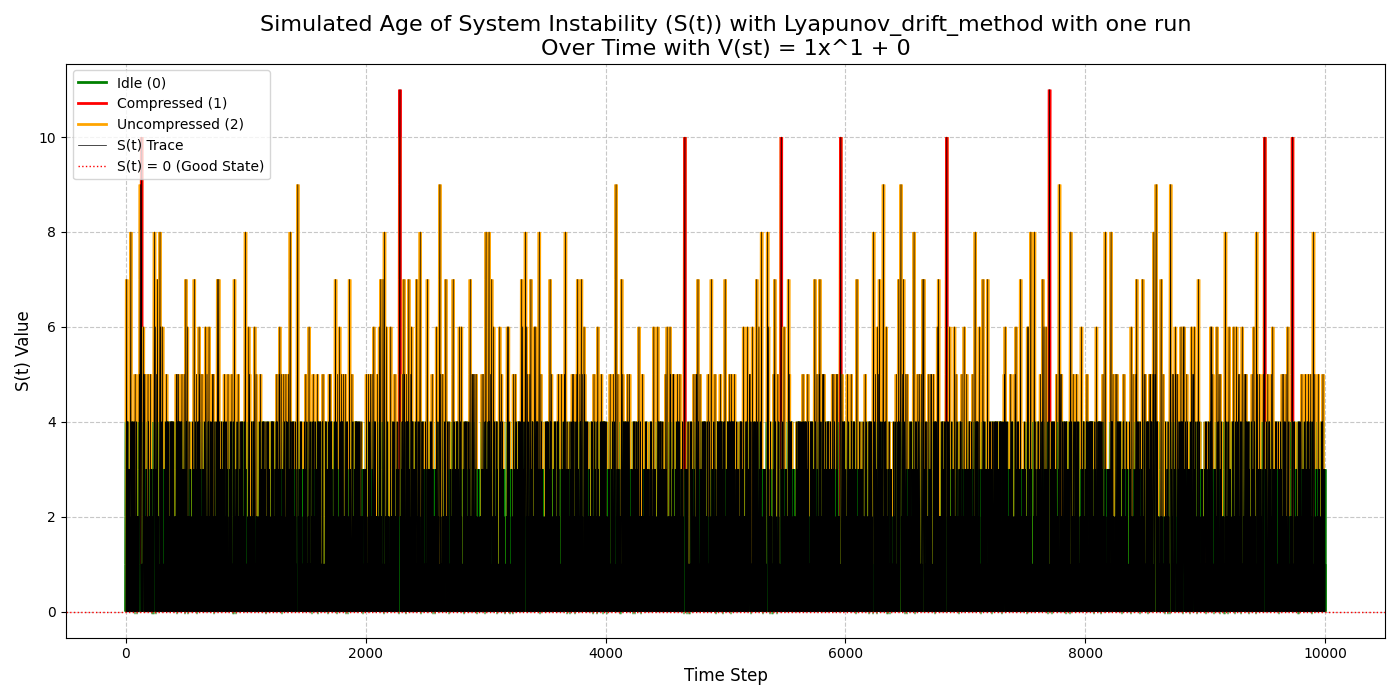 Simulated Age of System Instability (S(t)) with Lyapunov_drift_method with one run
Over Time with V(st) = 1x^1 + 0
Idle (0)
Compressed (1)
Uncompressed (2)
S(t) Trace
S(t) = 0 (Good State)
S(t) Value
10
8
6
4
2
0
0 2000 4000 6000 8000 10000
Time Step